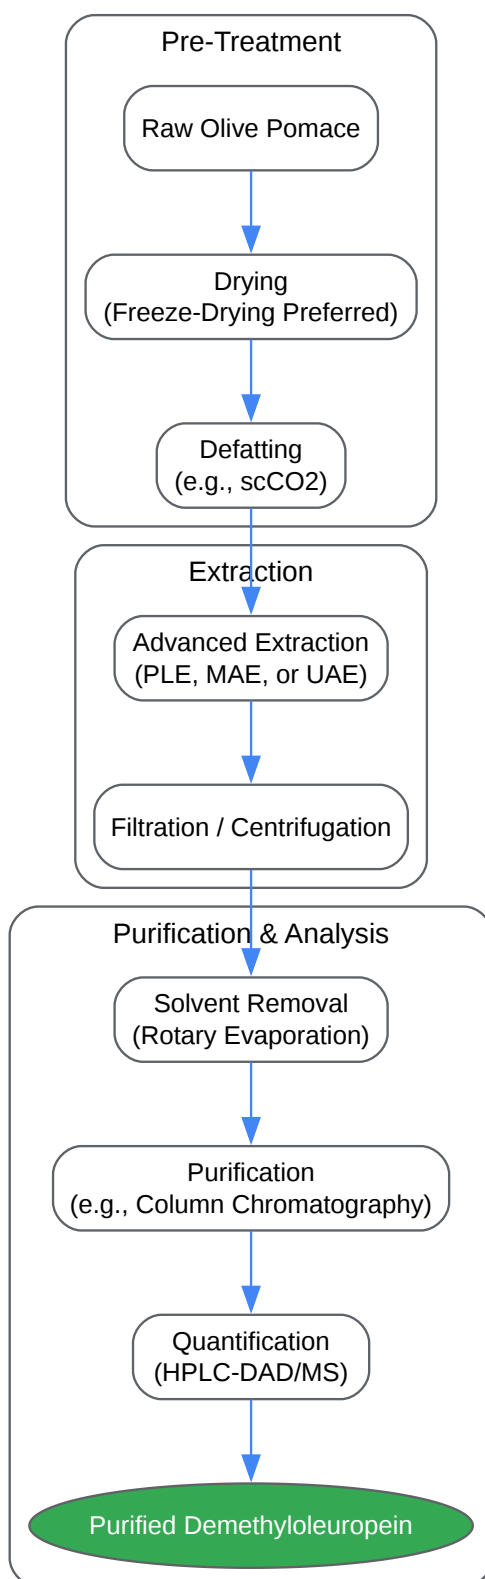 Pre-Treatment
Raw Olive Pomace
Drying
(Freeze-Drying Preferred)
Defatting
(e.g., scCO2)
Extraction
Advanced Extraction
(PLE, MAE, or UAE)
Filtration / Centrifugation
Purification & Analysis
Solvent Removal
(Rotary Evaporation)
Purification
(e.g., Column Chromatography)
Quantification
(HPLC-DAD/MS)
Purified Demethyloleuropein